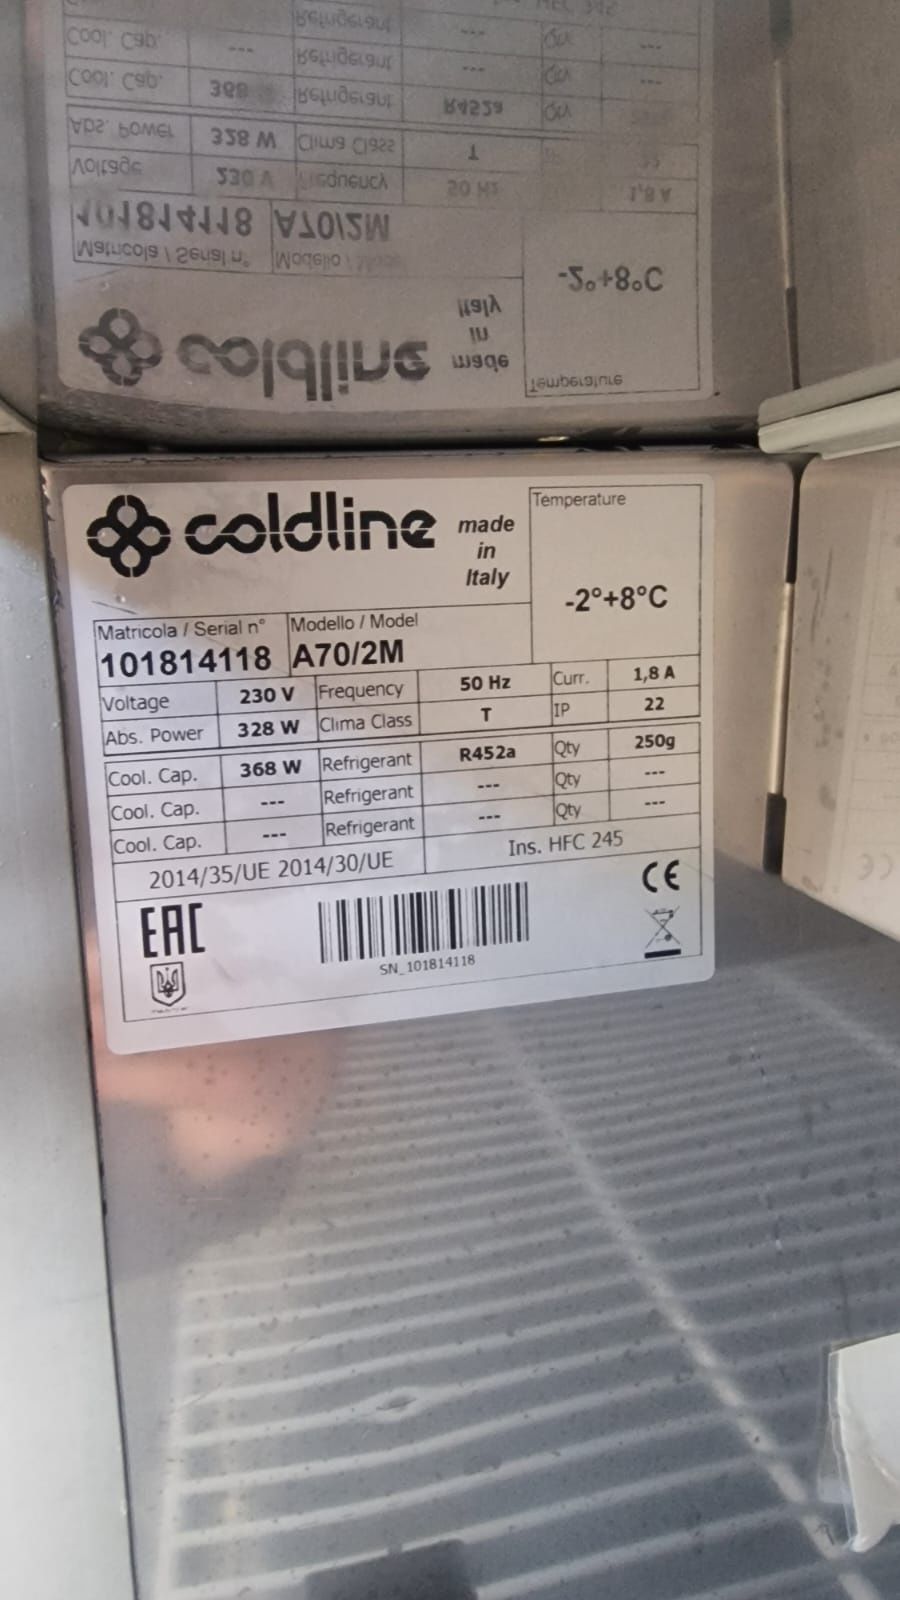 coldline
made
in
Italy
Temperature
-2°+8°C
Matricola / Serial n° Modello / Model
101814118 A70/2M
Voltage 230 V Frequency 50 Hz Curr. 1,8 A
Abs. Power 328 W Clima Class T IP 22
Cool. Cap. 368 W Refrigerant R452a Qty 250g
Cool. Cap. --- Refrigerant --- Qty ---
Cool. Cap. --- Refrigerant --- Qty ---
2014/35/UE 2014/30/UE Ins. HFC 245
CE
EAC
SN_101814118